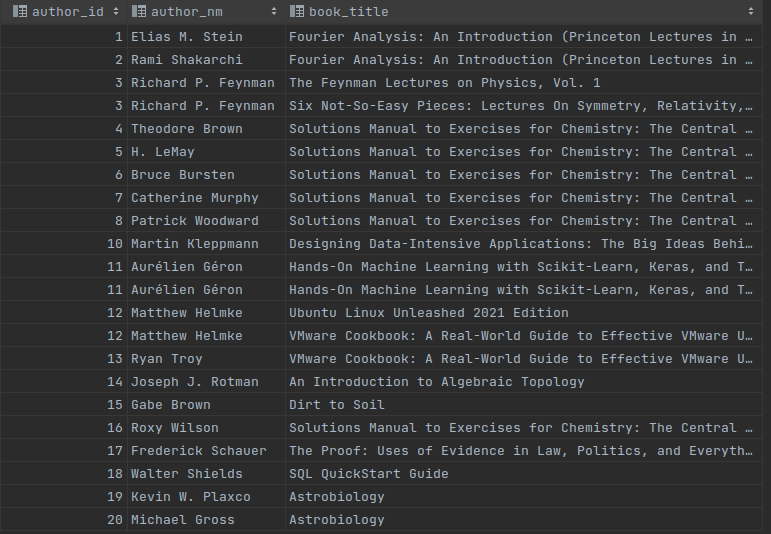 author_id author_nm book_title
1 Elias M. Stein Fourier Analysis: An Introduction (Princeton Lectures in …
2 Rami Shakarchi Fourier Analysis: An Introduction (Princeton Lectures in …
3 Richard P. Feynman The Feynman Lectures on Physics, Vol. 1
3 Richard P. Feynman Six Not-So-Easy Pieces: Lectures On Symmetry, Relativity,…
4 Theodore Brown Solutions Manual to Exercises for Chemistry: The Central …
5 H. LeMay Solutions Manual to Exercises for Chemistry: The Central …
6 Bruce Bursten Solutions Manual to Exercises for Chemistry: The Central …
7 Catherine Murphy Solutions Manual to Exercises for Chemistry: The Central …
8 Patrick Woodward Solutions Manual to Exercises for Chemistry: The Central …
10 Martin Kleppmann Designing Data-Intensive Applications: The Big Ideas Behi…
11 Aurélien Géron Hands-On Machine Learning with Scikit-Learn, Keras, and T…
11 Aurélien Géron Hands-On Machine Learning with Scikit-Learn, Keras, and T…
12 Matthew Helmke Ubuntu Linux Unleashed 2021 Edition
12 Matthew Helmke VMware Cookbook: A Real-World Guide to Effective VMware U…
13 Ryan Troy VMware Cookbook: A Real-World Guide to Effective VMware U…
14 Joseph J. Rotman An Introduction to Algebraic Topology
15 Gabe Brown Dirt to Soil
16 Roxy Wilson Solutions Manual to Exercises for Chemistry: The Central …
17 Frederick Schauer The Proof: Uses of Evidence in Law, Politics, and Everyth…
18 Walter Shields SQL QuickStart Guide
19 Kevin W. Plaxco Astrobiology
20 Michael Gross Astrobiology